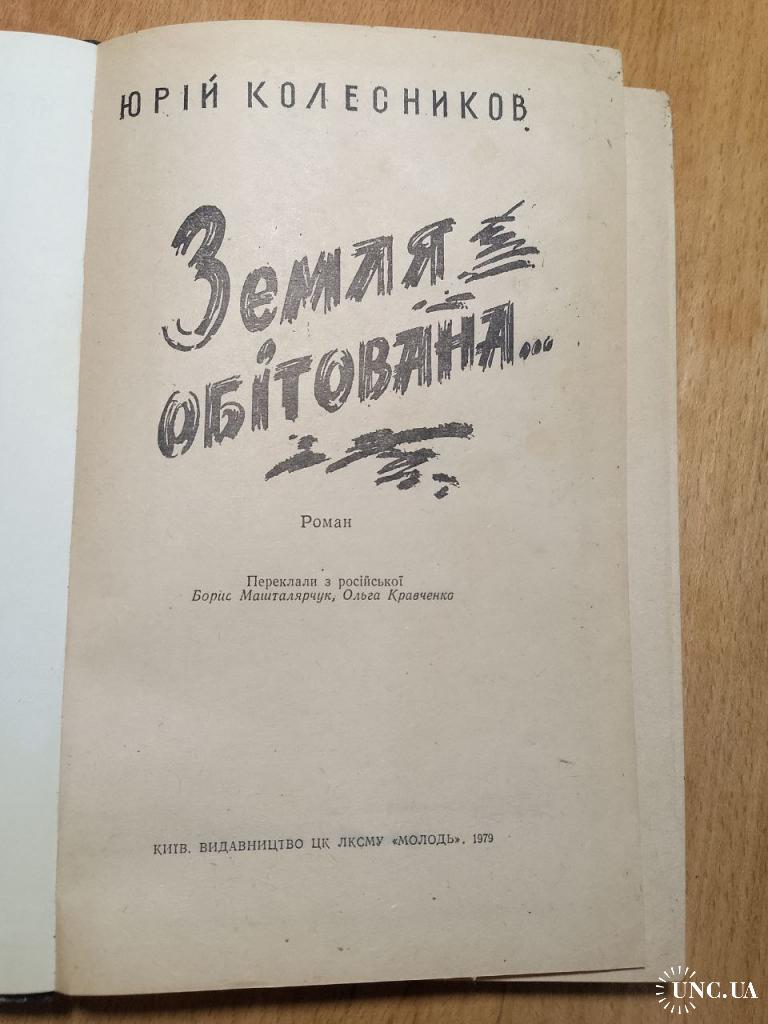 ЮРІЙ КОЛЕСНИКОВ
Земля
обітована...
Роман
Переклали з російської
Борис Машталярчук, Ольга Кравченко
КИЇВ. ВИДАВНИЦТВО ЦК ЛКСМУ «МОЛОДЬ». 1979
UNC.UA